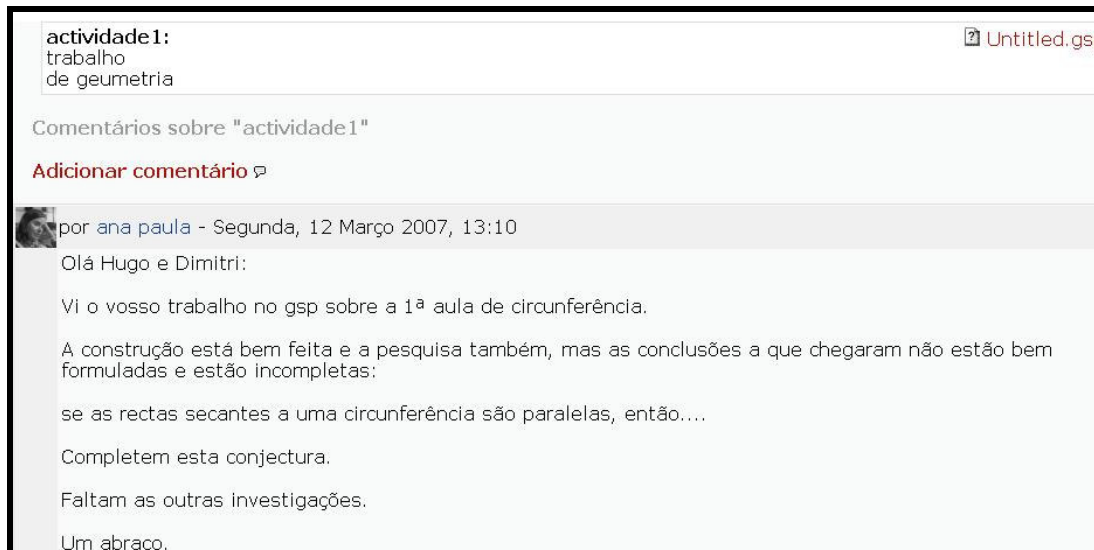 actividade1:
Untitled.gs
trabalho
de geumetria
Comentários sobre "actividade1"
Adicionar comentário
por ana paula - Segunda, 12 Março 2007, 13:10
Olá Hugo e Dimitri:
Vi o vosso trabalho no gsp sobre a 1ª aula de circunferência.
A construção está bem feita e a pesquisa também, mas as conclusões a que chegaram não estão bem
formuladas e estão incompletas:
se as rectas secantes a uma circunferência são paralelas, então....
Completem esta conjectura.
Faltam as outras investigações.
Um abraço.